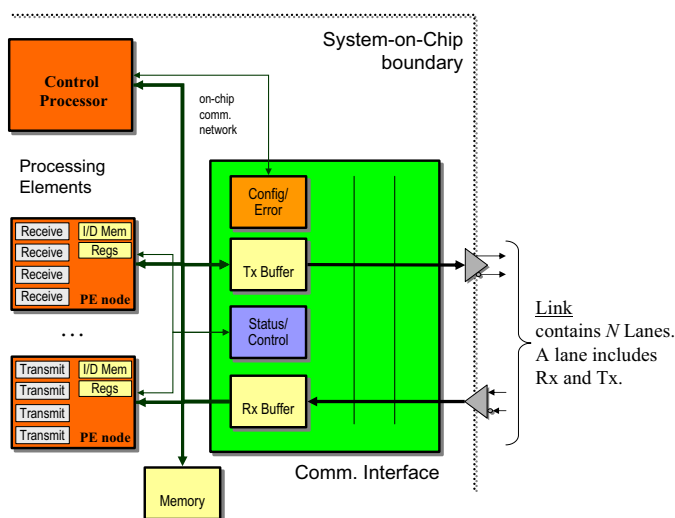 System-on-Chip
boundary
Control
Processor
on-chip
comm.
network
Processing
Elements
Config/
Error
Receive
Receive
Receive
Receive
I/D Mem
Regs
PE node
Tx Buffer
...
Status/
Control
Link
contains N Lanes.
A lane includes
Rx and Tx.
Transmit
Transmit
Transmit
Transmit
I/D Mem
Regs
PE node
Rx Buffer
Comm. Interface
Memory